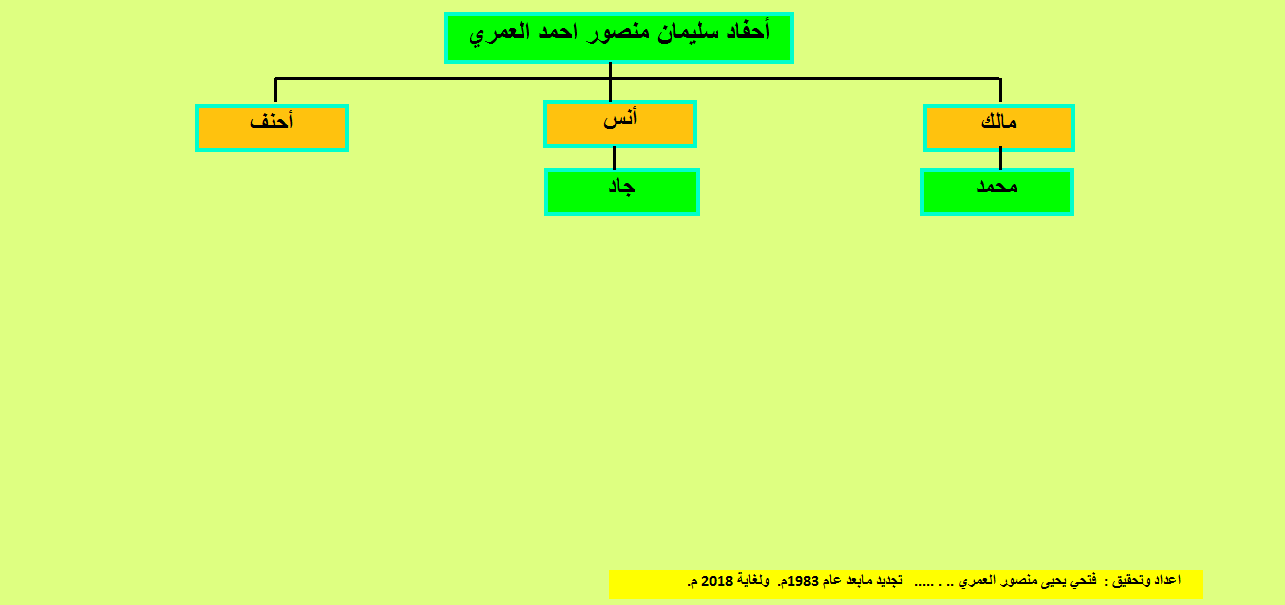 أحفاد سليمان منصور احمد العمري
مالك
أنس
أحنف
محمد
جاد
اعداد وتحقيق : فتحي يحيى منصور العمري .. . ..... تجديد مابعد عام 1983م. ولغاية 2018 م.